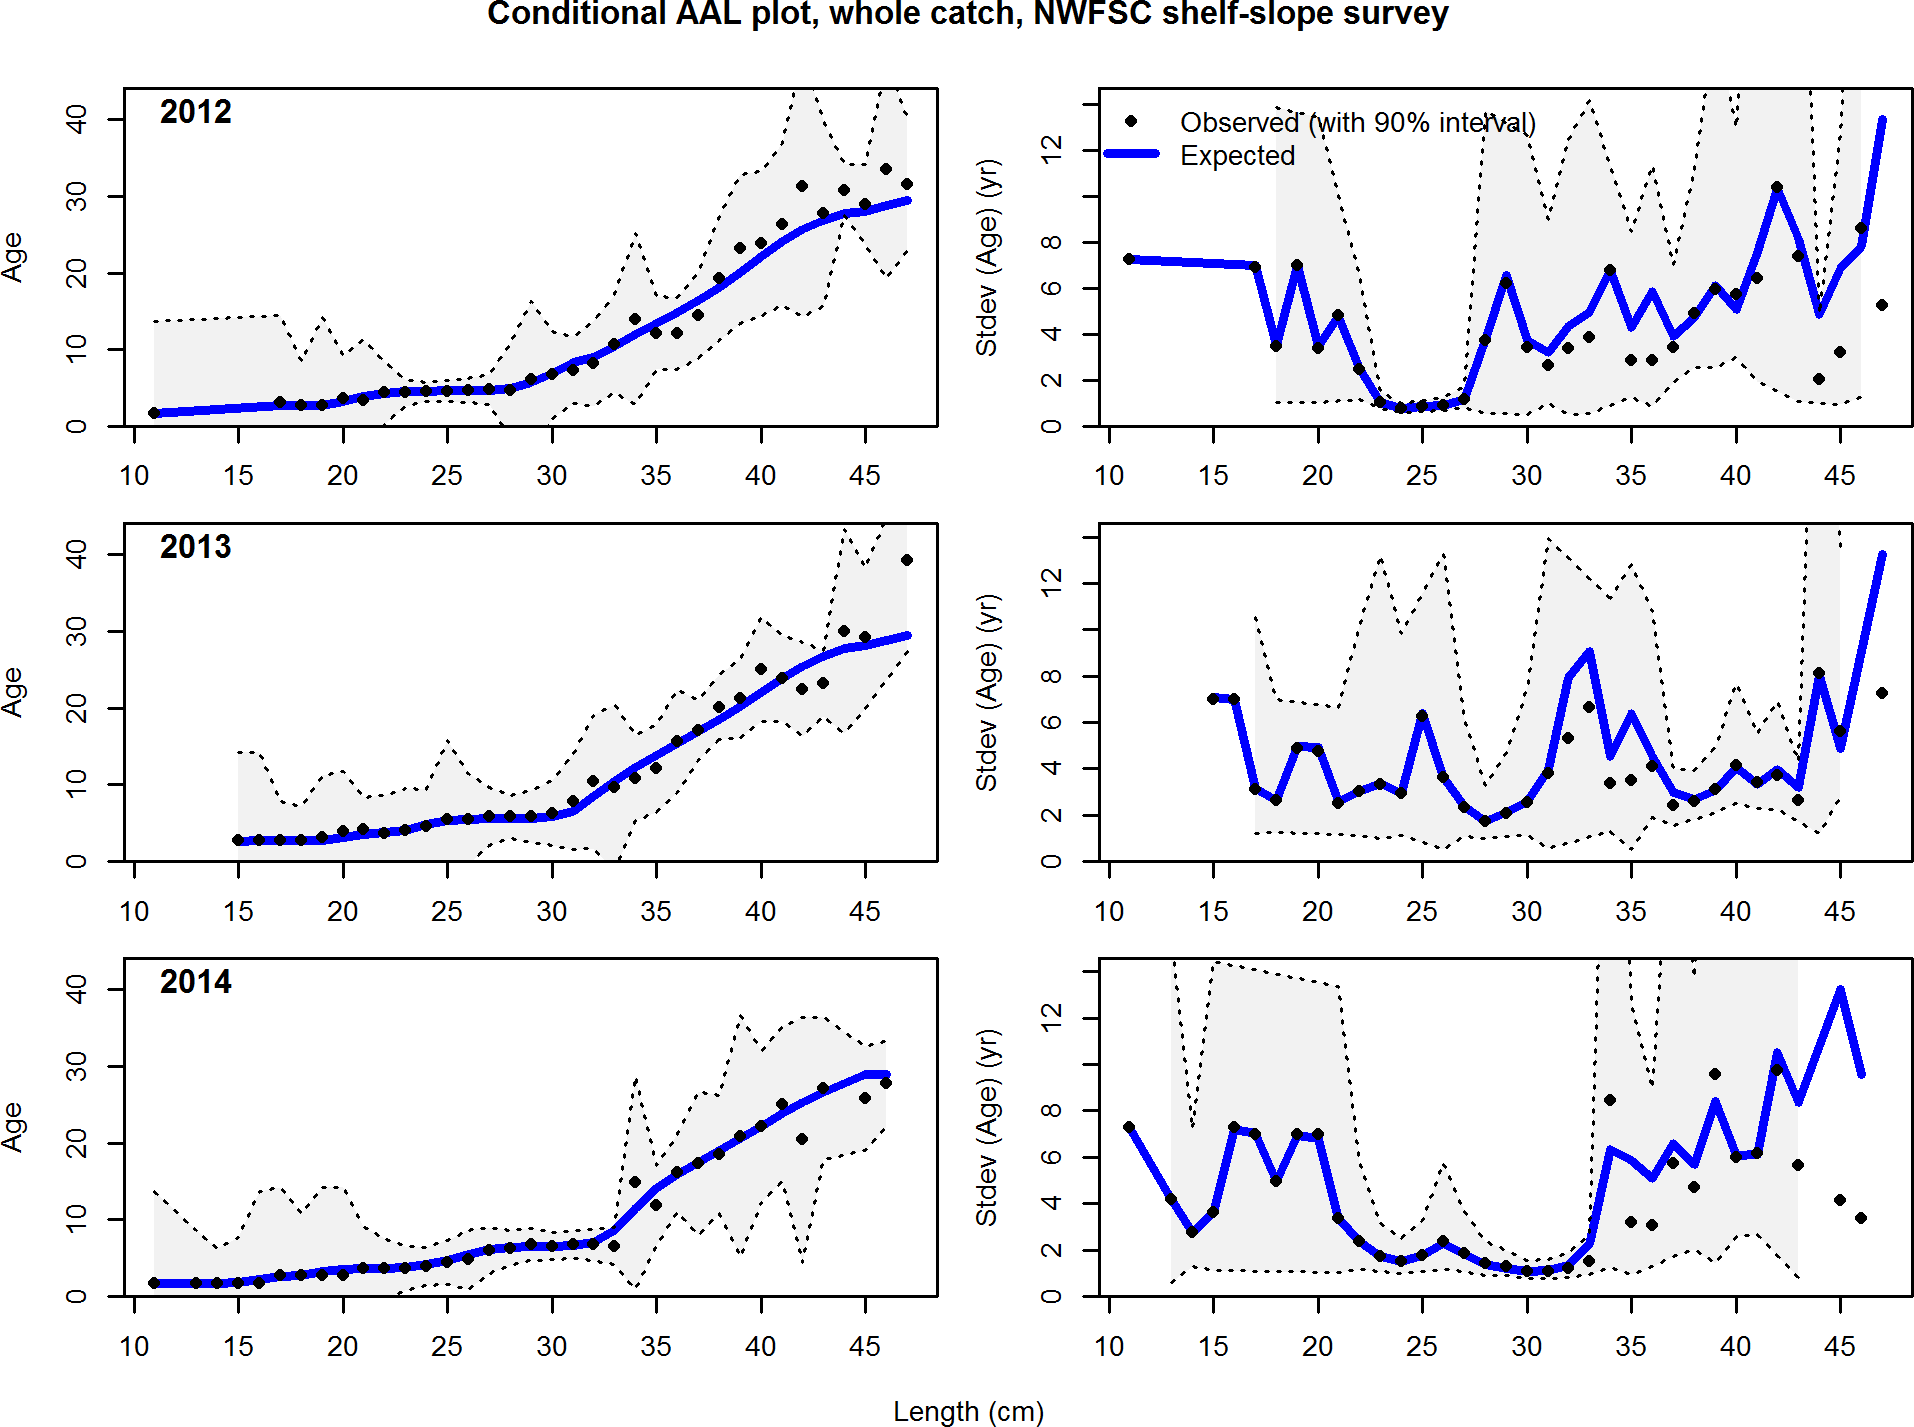 Conditional AAL plot, whole catch, NWFSC shelf-slope survey
2012
Age
0 10 20 30 40
10 15 20 25 30 35 40 45
Observed (with 90% interval)
Expected
Stdev (Age) (yr)
0 2 4 6 8 12
10 15 20 25 30 35 40 45
2013
Age
0 10 20 30 40
10 15 20 25 30 35 40 45
Stdev (Age) (yr)
0 2 4 6 8 12
10 15 20 25 30 35 40 45
2014
Age
0 10 20 30 40
10 15 20 25 30 35 40 45
Stdev (Age) (yr)
0 2 4 6 8 12
10 15 20 25 30 35 40 45
Length (cm)